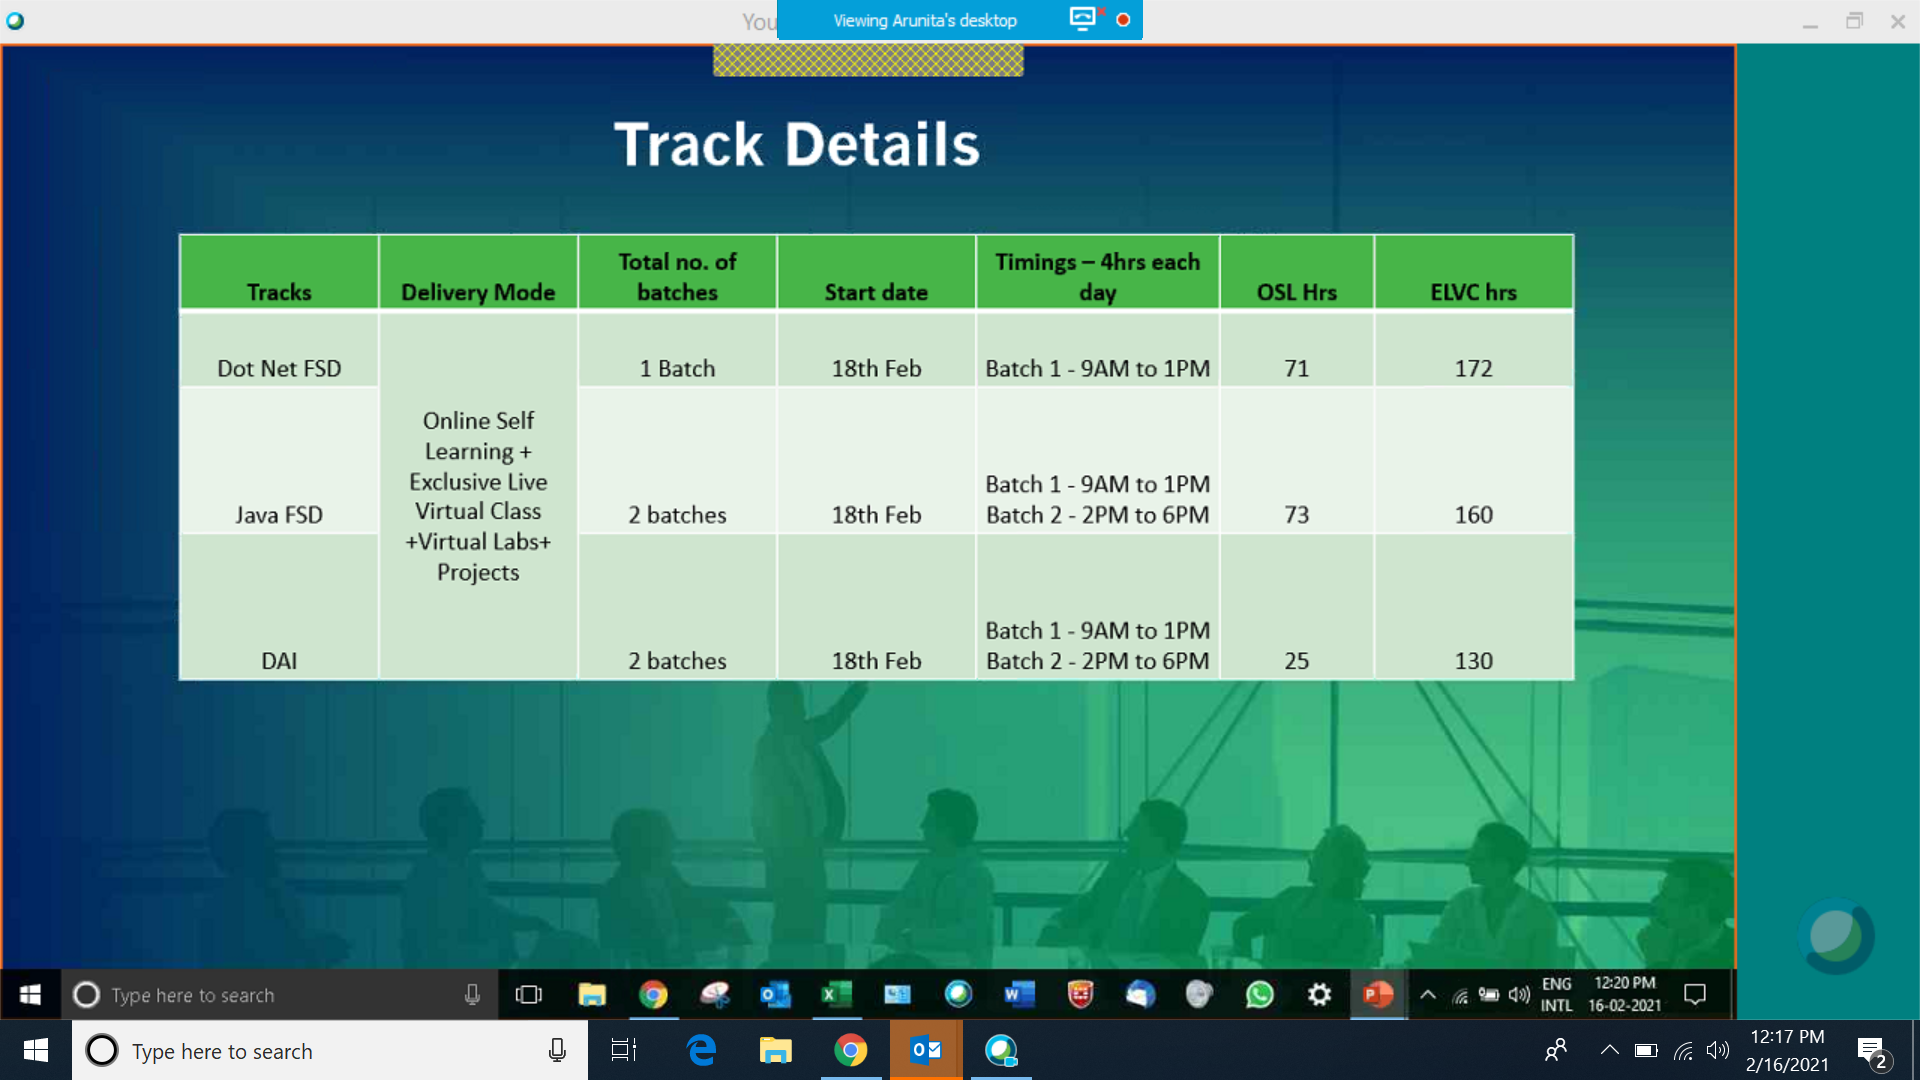 You
Viewing Arunita's desktop
Track Details
Tracks
Delivery Mode
Total no. of
batches
Start date
Timings – 4hrs each
day
OSL Hrs
ELVC hrs
Dot Net FSD
1 Batch
18th Feb
Batch 1 - 9AM to 1PM
71
172
Online Self
Learning +
Exclusive Live
Virtual Class
+Virtual Labs+
Projects
Java FSD
2 batches
18th Feb
Batch 1 - 9AM to 1PM
Batch 2 - 2PM to 6PM
73
160
DAI
2 batches
18th Feb
Batch 1 - 9AM to 1PM
Batch 2 - 2PM to 6PM
25
130
Type here to search
ENG
INTL
12:20 PM
16-02-2021
Type here to search
12:17 PM
2/16/2021
2